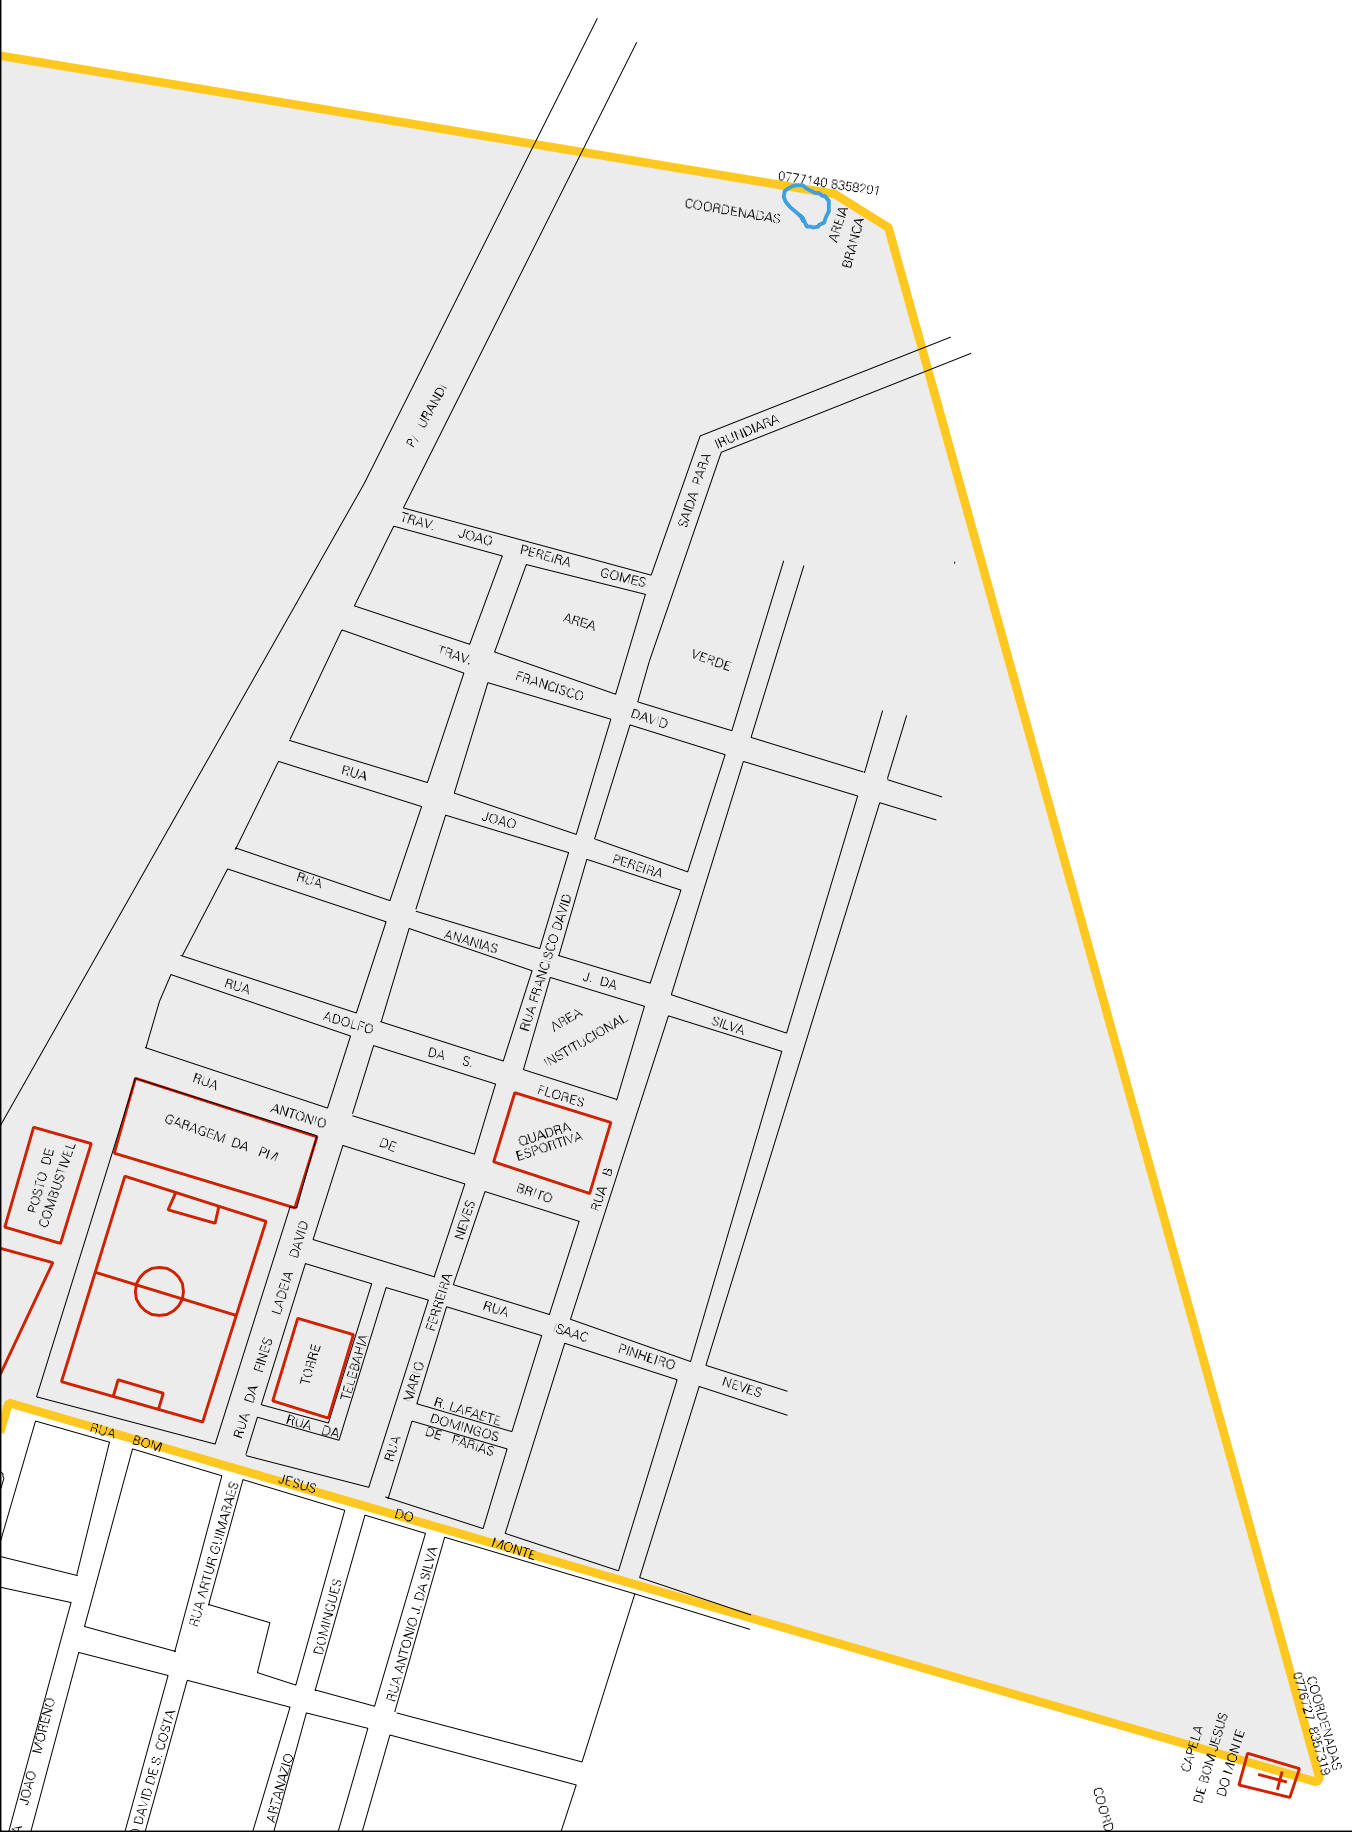 0777140 8358201
COORDENADAS
AREIA
BRANCA
P/ URANDI
IRUNDIARA
SAIDA PARA
TRAV. JOAO PEREIRA GOMES
AREA
VERDE
TRAV. FRANCISCO DAVID
RUA JOAO PEREIRA
RUA ANANIAS J. DA SILVA
RUA FRANCISCO DAVID
RUA ADOLFO DA S. FLORES
AREA
INSTITUCIONAL
RUA ANTONIO DE BRITO
GARAGEM DA PM
QUADRA
ESPORTIVA
POSTO DE
COMBUSTIVEL
RUA B
RUA DA FINES LADEIA DAVID
RUA MARIO FERREIRA NEVES
RUA ISAAC PINHEIRO NEVES
TORRE
TELEBAHIA
RUA DA
R. LAFAETE
DOMINGOS
DE FARIAS
RUA BOM JESUS DO MONTE
RUA ARTUR GUIMARAES
DOMINGUES
RUA ANTONIO J. DA SILVA
JOAO MORENO
DAVID DE S. COSTA
ARTANAZIO
CAPELA
DE BOM JESUS
DO MONTE
COORDENADAS
0776727 8357319
COORD